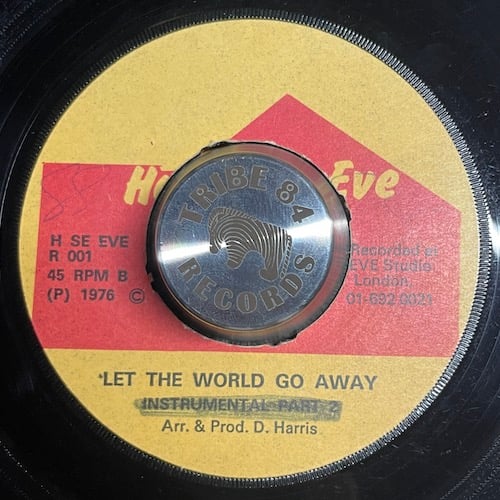 Eve
TRIBE 84
RECORDS
H SE EVE
R 001
45 RPM B
(P) 1976 ©
Recorded at
EVE Studio
London.
01-692 0021
LET THE WORLD GO AWAY
INSTRUMENTAL PART 2
Arr. & Prod. D. Harris